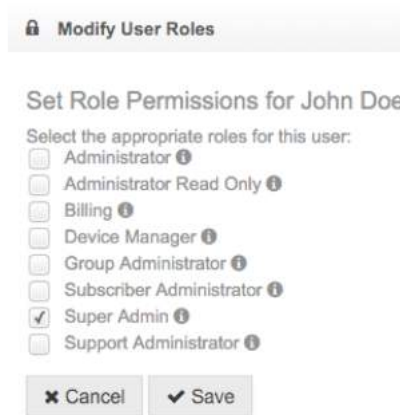 Modify User Roles
Set Role Permissions for John Doe
Select the appropriate roles for this user:
Administrator
Administrator Read Only
Billing
Device Manager
Group Administrator
Subscriber Administrator
Super Admin
Support Administrator
Cancel Save